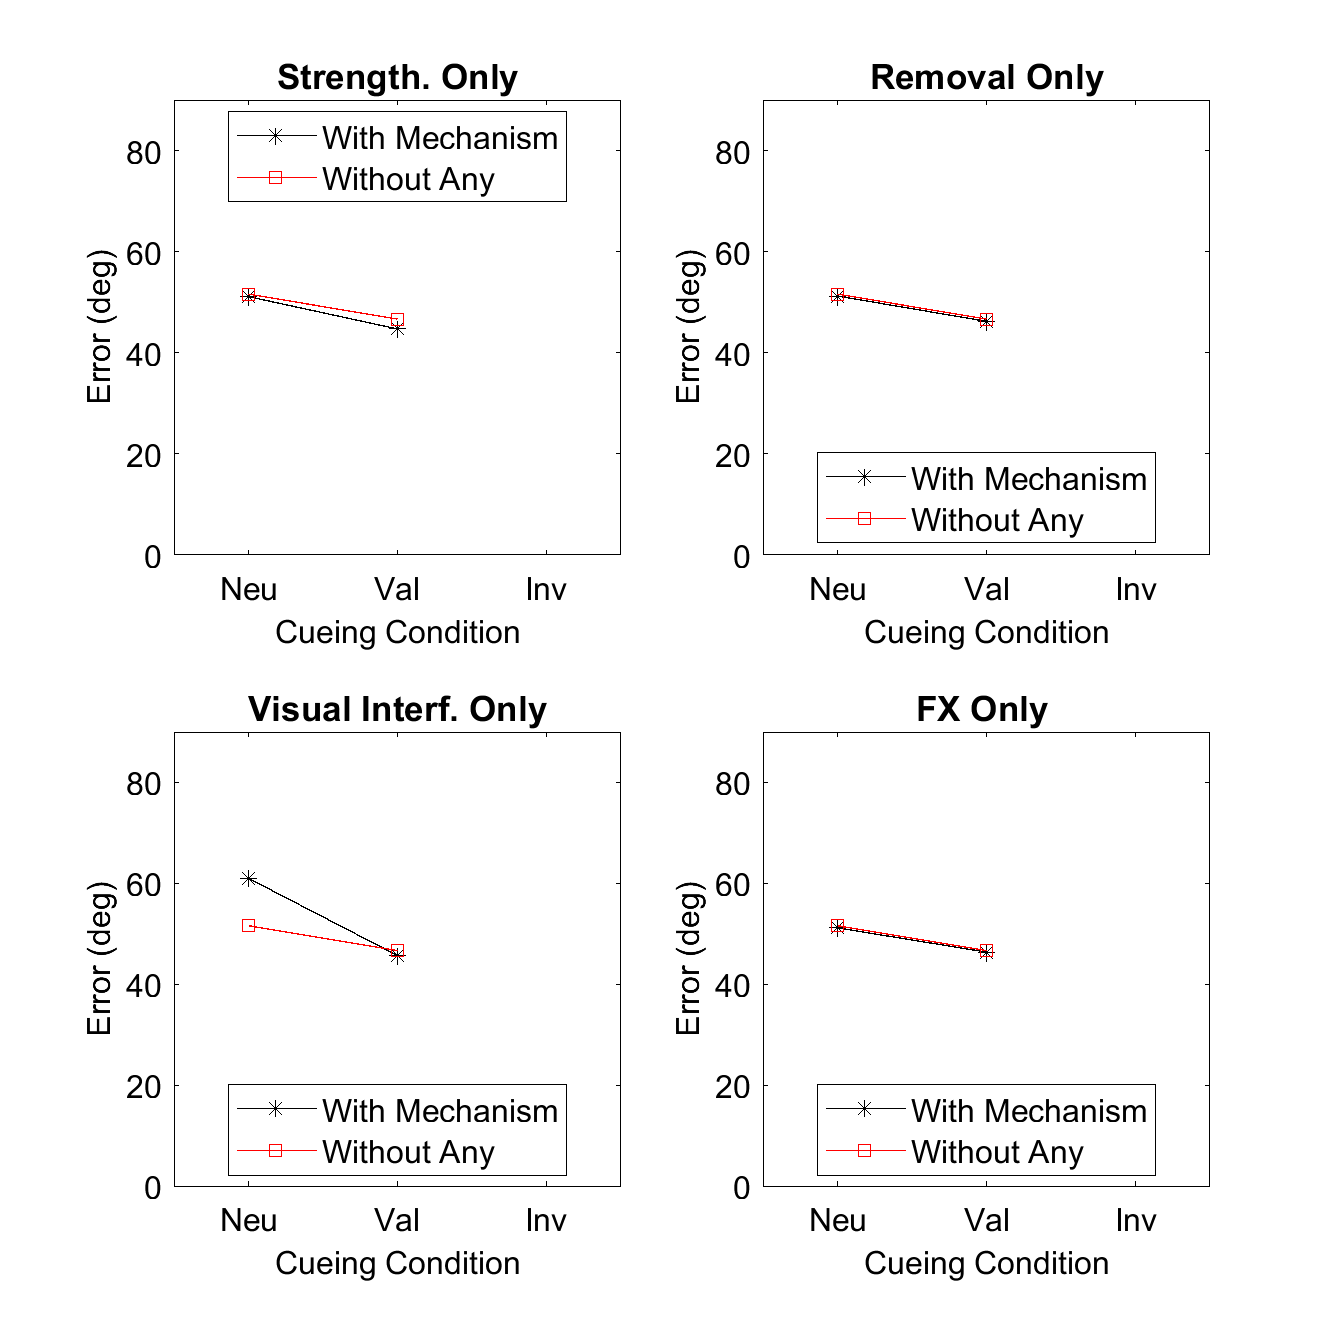 Strength. Only
With Mechanism
Without Any
80
60
40
20
0
Error (deg)
Neu Val Inv
Cueing Condition
Removal Only
80
60
40
20
0
Error (deg)
With Mechanism
Without Any
Neu Val Inv
Cueing Condition
Visual Interf. Only
80
60
40
20
0
Error (deg)
With Mechanism
Without Any
Neu Val Inv
Cueing Condition
FX Only
80
60
40
20
0
Error (deg)
With Mechanism
Without Any
Neu Val Inv
Cueing Condition